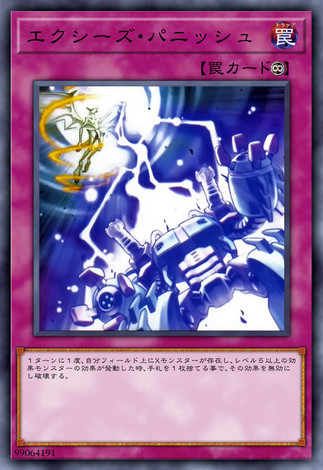 エクシーズ・パニッシュ
トラップ
罠
【罠カード】
1ターンに1度、自分フィールド上にXモンスターが存在し、レベル5以上の効
果モンスターの効果が発動した時、手札を1枚捨てる事で、その効果を無効に
し破壊する。
99064191